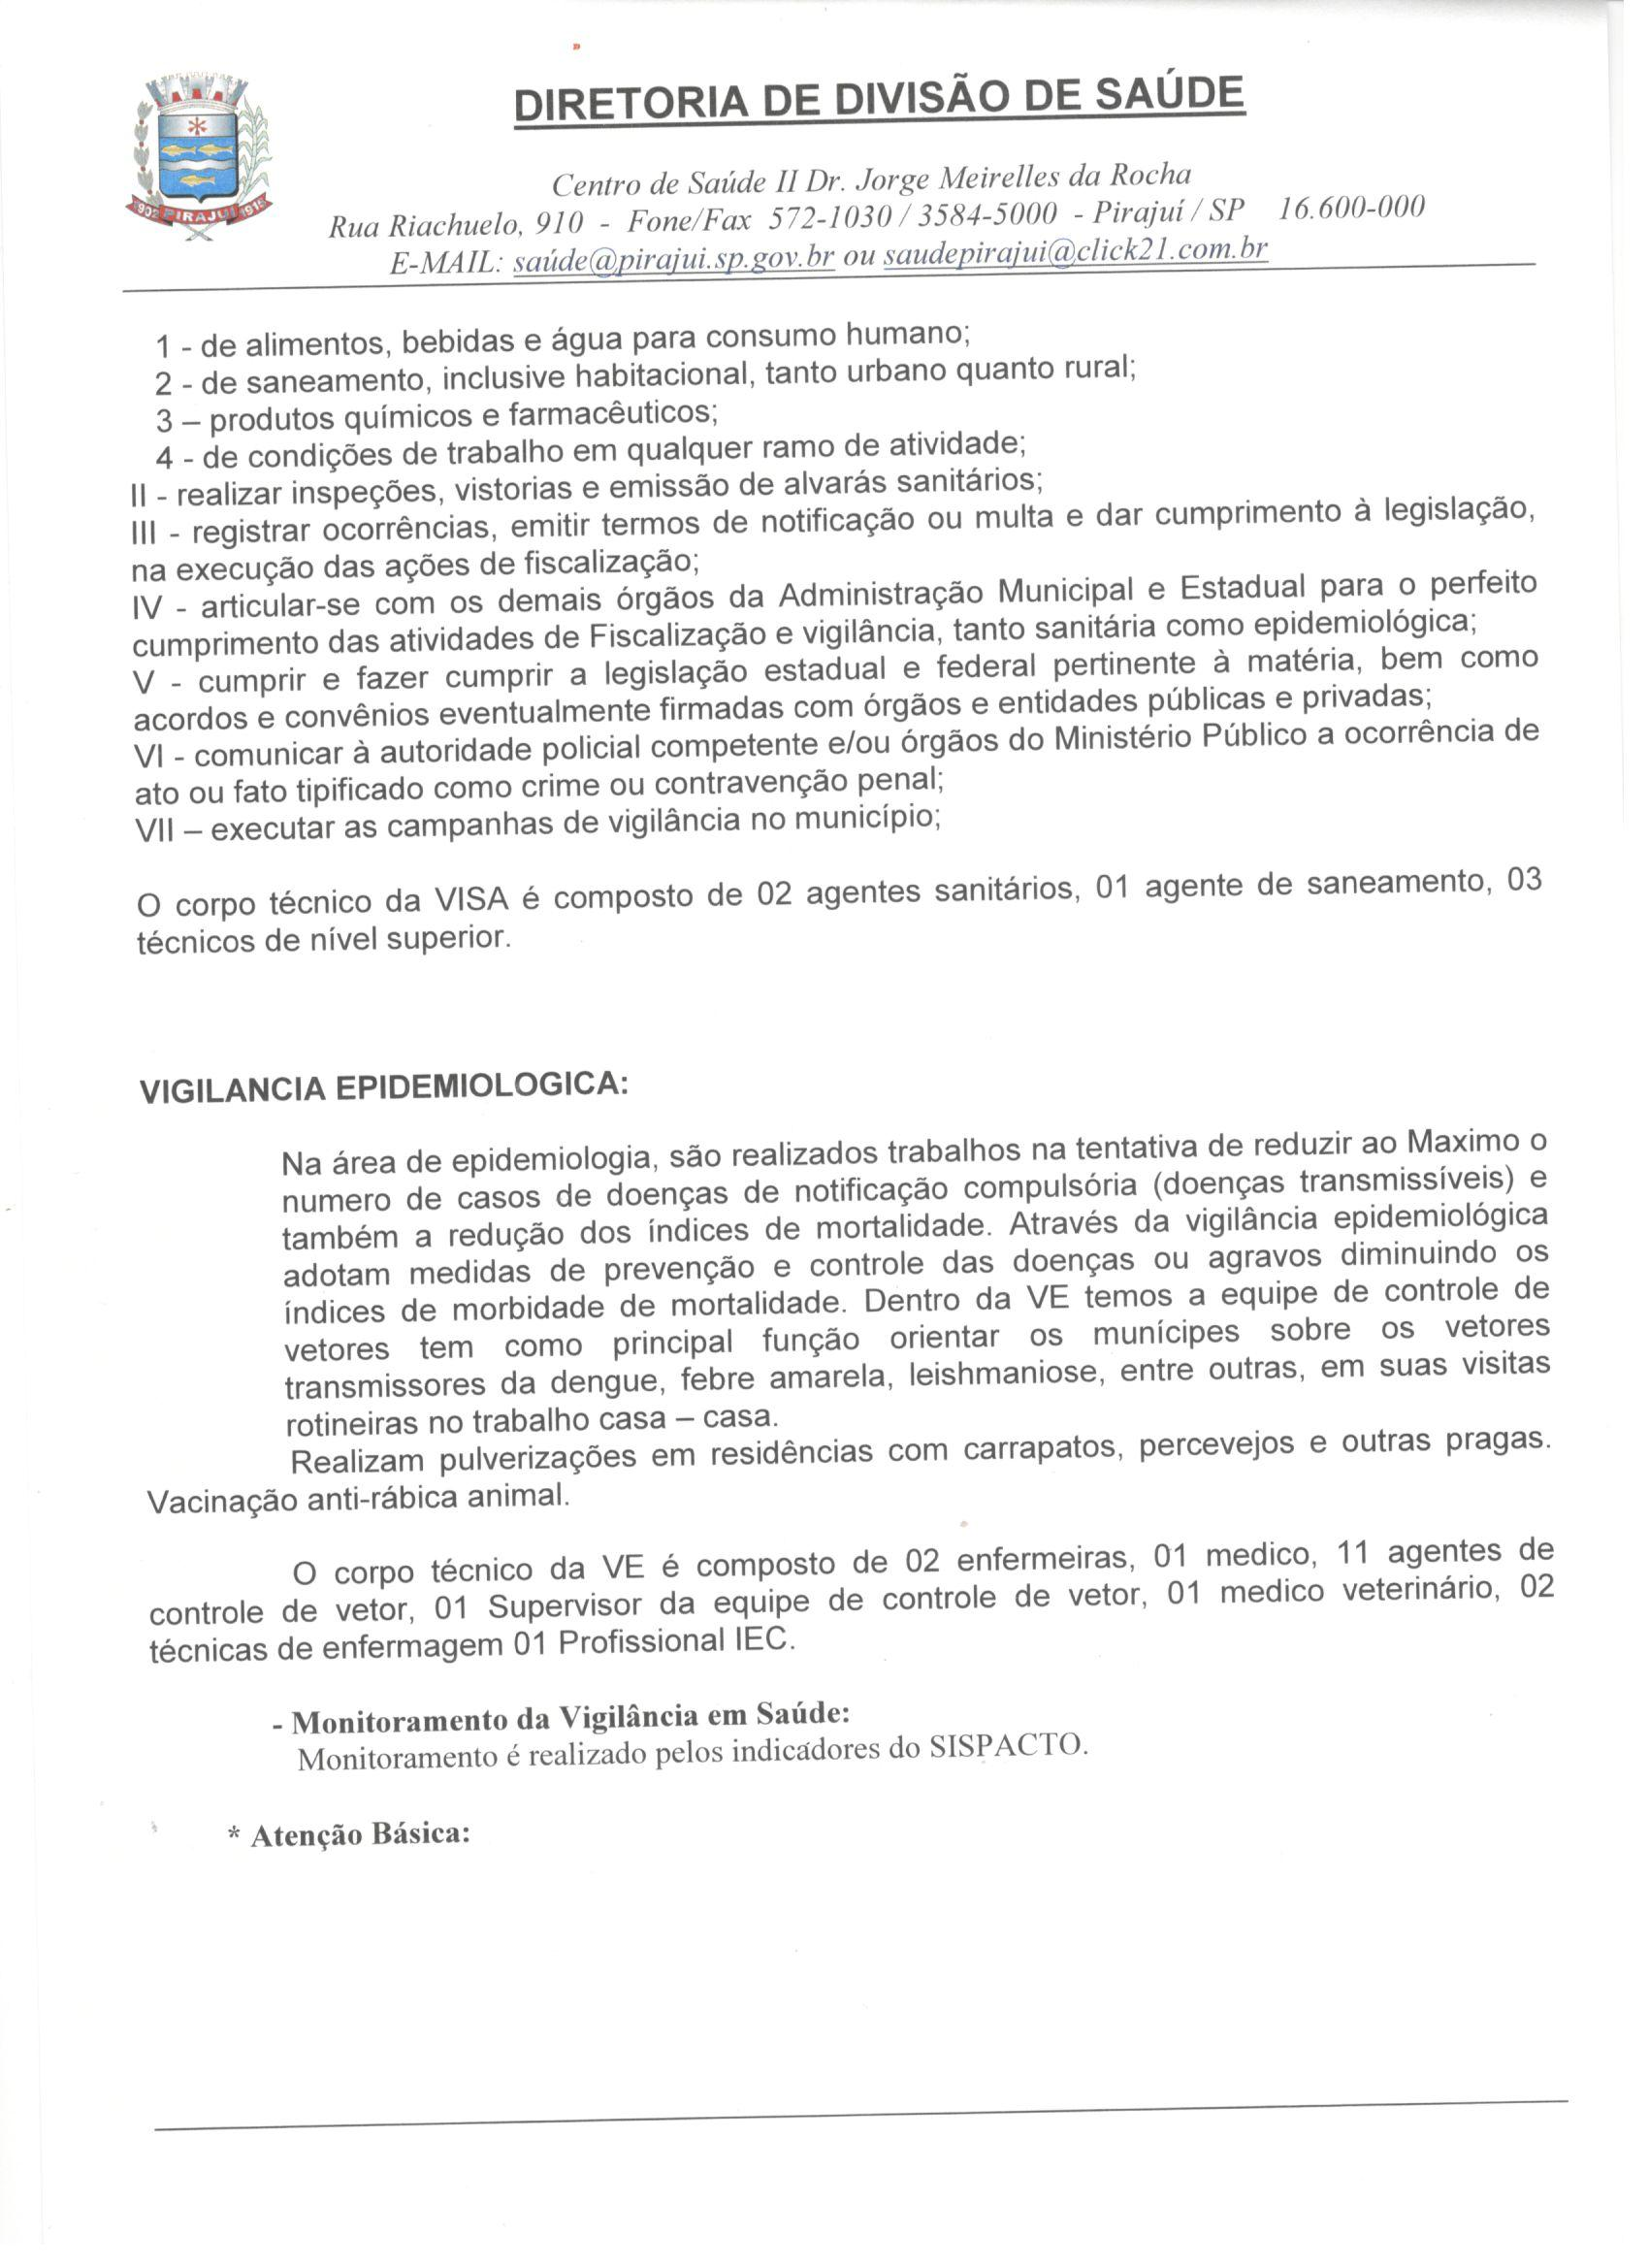 DIRETORIA DE DIVISÃO DE SAÚDE
Centro de Saúde II Dr. Jorge Meirelles da Rocha
Rua Riachuelo, 910 - Fone/Fax 572-1030 / 3584-5000 - Pirajuí / SP 16.600-000
E-MAIL: saúde@pirajui.sp.gov.br ou saudepirajui@click21.com.br
1902 PIRAJUI 1915
1 - de alimentos, bebidas e água para consumo humano;
2 - de saneamento, inclusive habitacional, tanto urbano quanto rural;
3 – produtos químicos e farmacêuticos;
4 - de condições de trabalho em qualquer ramo de atividade;
II - realizar inspeções, vistorias e emissão de alvarás sanitários;
III - registrar ocorrências, emitir termos de notificação ou multa e dar cumprimento à legislação,
na execução das ações de fiscalização;
IV - articular-se com os demais órgãos da Administração Municipal e Estadual para o perfeito
cumprimento das atividades de Fiscalização e vigilância, tanto sanitária como epidemiológica;
V - cumprir e fazer cumprir a legislação estadual e federal pertinente à matéria, bem como
acordos e convênios eventualmente firmadas com órgãos e entidades públicas e privadas;
VI - comunicar à autoridade policial competente e/ou órgãos do Ministério Público a ocorrência de
ato ou fato tipificado como crime ou contravenção penal;
VII – executar as campanhas de vigilância no município;
O corpo técnico da VISA é composto de 02 agentes sanitários, 01 agente de saneamento, 03
técnicos de nível superior.
VIGILANCIA EPIDEMIOLOGICA:
Na área de epidemiologia, são realizados trabalhos na tentativa de reduzir ao Maximo o
numero de casos de doenças de notificação compulsória (doenças transmissíveis) e
também a redução dos índices de mortalidade. Através da vigilância epidemiológica
adotam medidas de prevenção e controle das doenças ou agravos diminuindo os
índices de morbidade de mortalidade. Dentro da VE temos a equipe de controle de
vetores tem como principal função orientar os munícipes sobre os vetores
transmissores da dengue, febre amarela, leishmaniose, entre outras, em suas visitas
rotineiras no trabalho casa – casa.
Realizam pulverizações em residências com carrapatos, percevejos e outras pragas.
Vacinação anti-rábica animal.
O corpo técnico da VE é composto de 02 enfermeiras, 01 medico, 11 agentes de
controle de vetor, 01 Supervisor da equipe de controle de vetor, 01 medico veterinário, 02
técnicas de enfermagem 01 Profissional IEC.
- Monitoramento da Vigilância em Saúde:
Monitoramento é realizado pelos indicadores do SISPACTO.
* Atenção Básica: